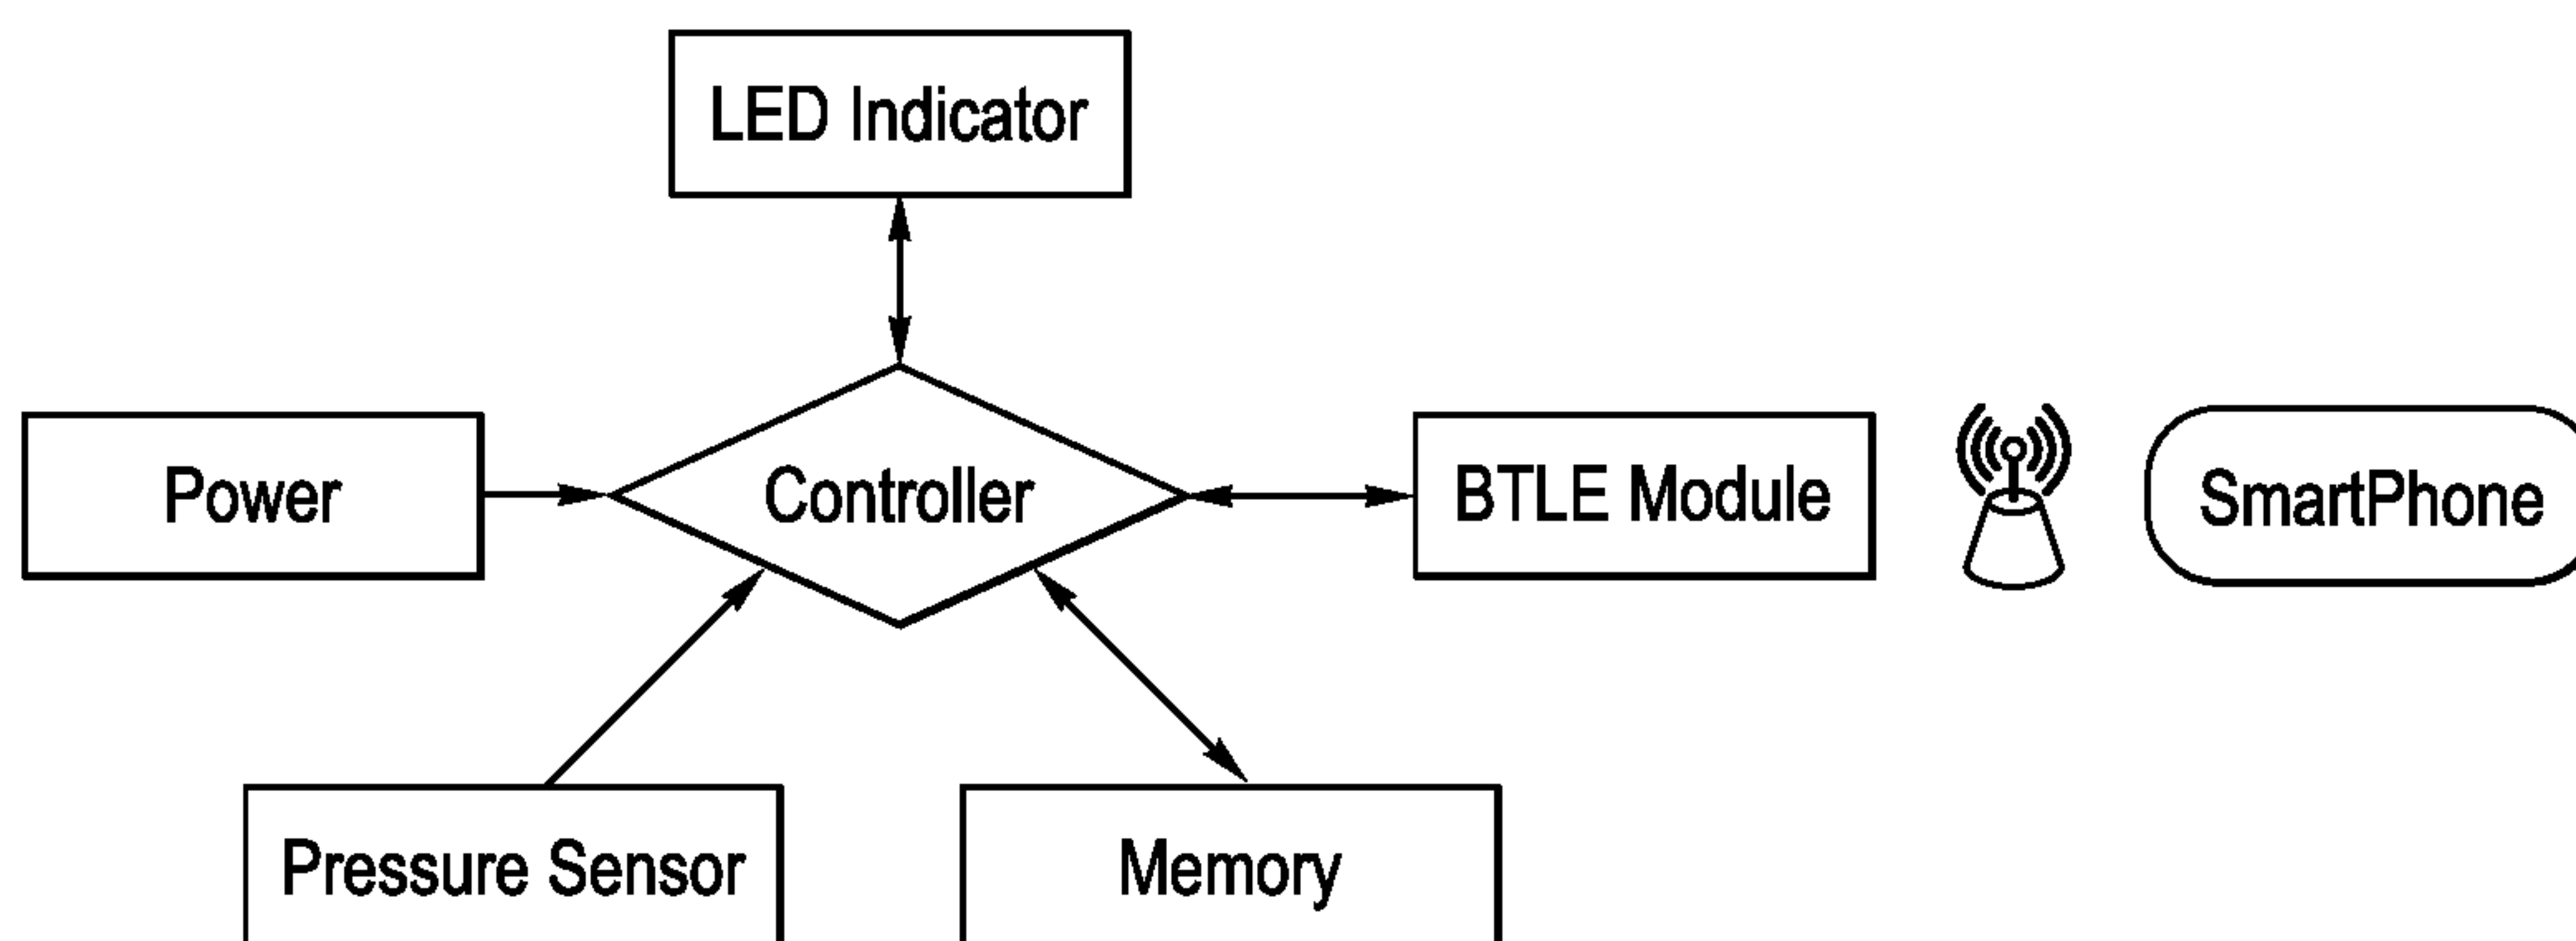 LED Indicator
Power
Controller
BTLE Module
SmartPhone
Pressure Sensor
Memory